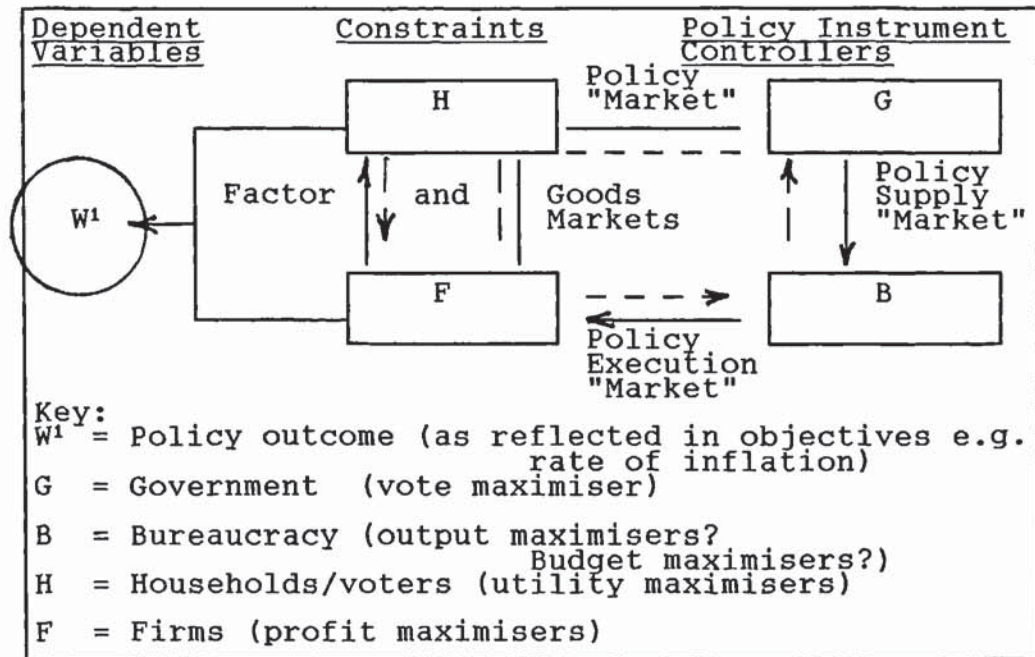 Dependent Variables
Constraints
Policy Instrument Controllers
H
Policy "Market"
G
W¹
Factor
and
Goods Markets
Policy Supply "Market"
F
B
Policy Execution "Market"
Key:
W¹ = Policy outcome (as reflected in objectives e.g.
rate of inflation)
G = Government (vote maximiser)
B = Bureaucracy (output maximisers?
Budget maximisers?)
H = Households/voters (utility maximisers)
F = Firms (profit maximisers)